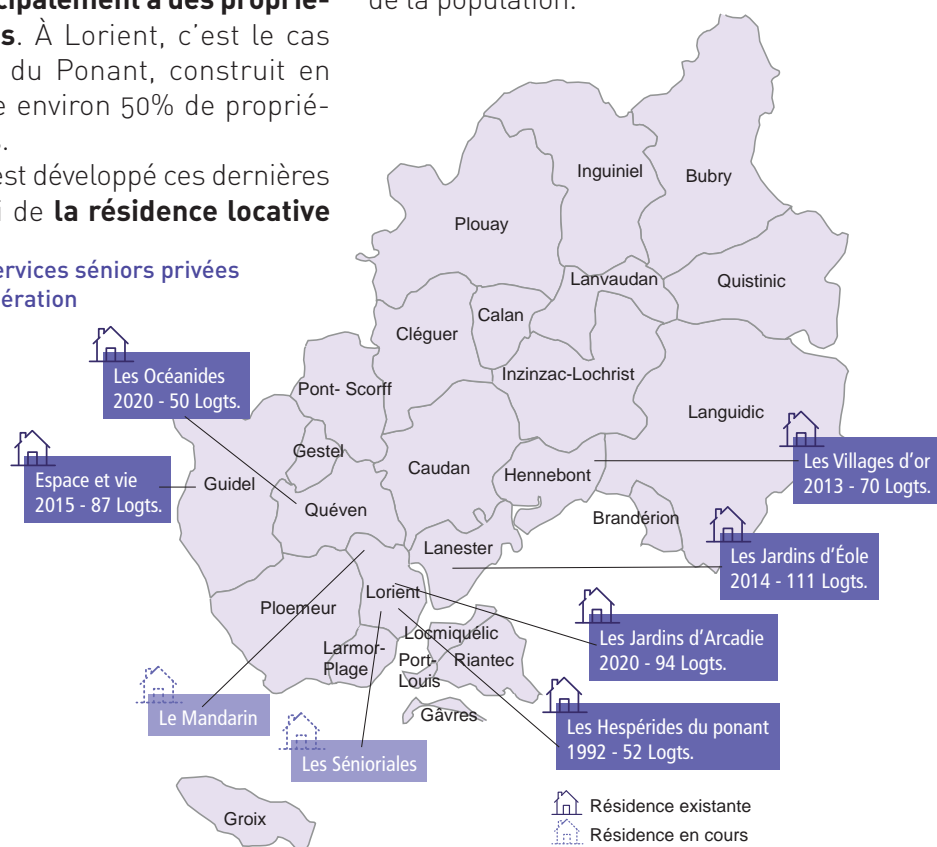 cipalement à des proprié-
s. À Lorient, c'est le cas
du Ponant, construit en
e environ 50% de proprié-
s.
est développé ces dernières
i de la résidence locative
de la population.
ervices séniors privées
ération
Inguiniel
Bubry
Plouay
Lanvaudan
Quistinic
Calan
Cléguer
Inzinzac-Lochrist
Pont- Scorff
Languidic
Les Océanides
2020 - 50 Logts.
Gestel
Caudan
Hennebont
Les Villages d'or
2013 - 70 Logts.
Espace et vie
2015 - 87 Logts.
Guidel
Quéven
Brandérion
Lanester
Les Jardins d'Éole
2014 - 111 Logts.
Ploemeur
Lorient
Locmiquélic
Les Jardins d'Arcadie
2020 - 94 Logts.
Larmor-
Plage
Port-
Louis
Riantec
Gâvres
Le Mandarin
Les Hespérides du ponant
1992 - 52 Logts.
Les Sénioriales
Groix
Résidence existante
Résidence en cours